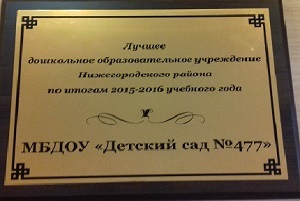 Лучшее
дошкольное образовательное учреждение
Нижегородского района
по итогам 2015-2016 учебного года
МБДОУ «Детский сад №477»